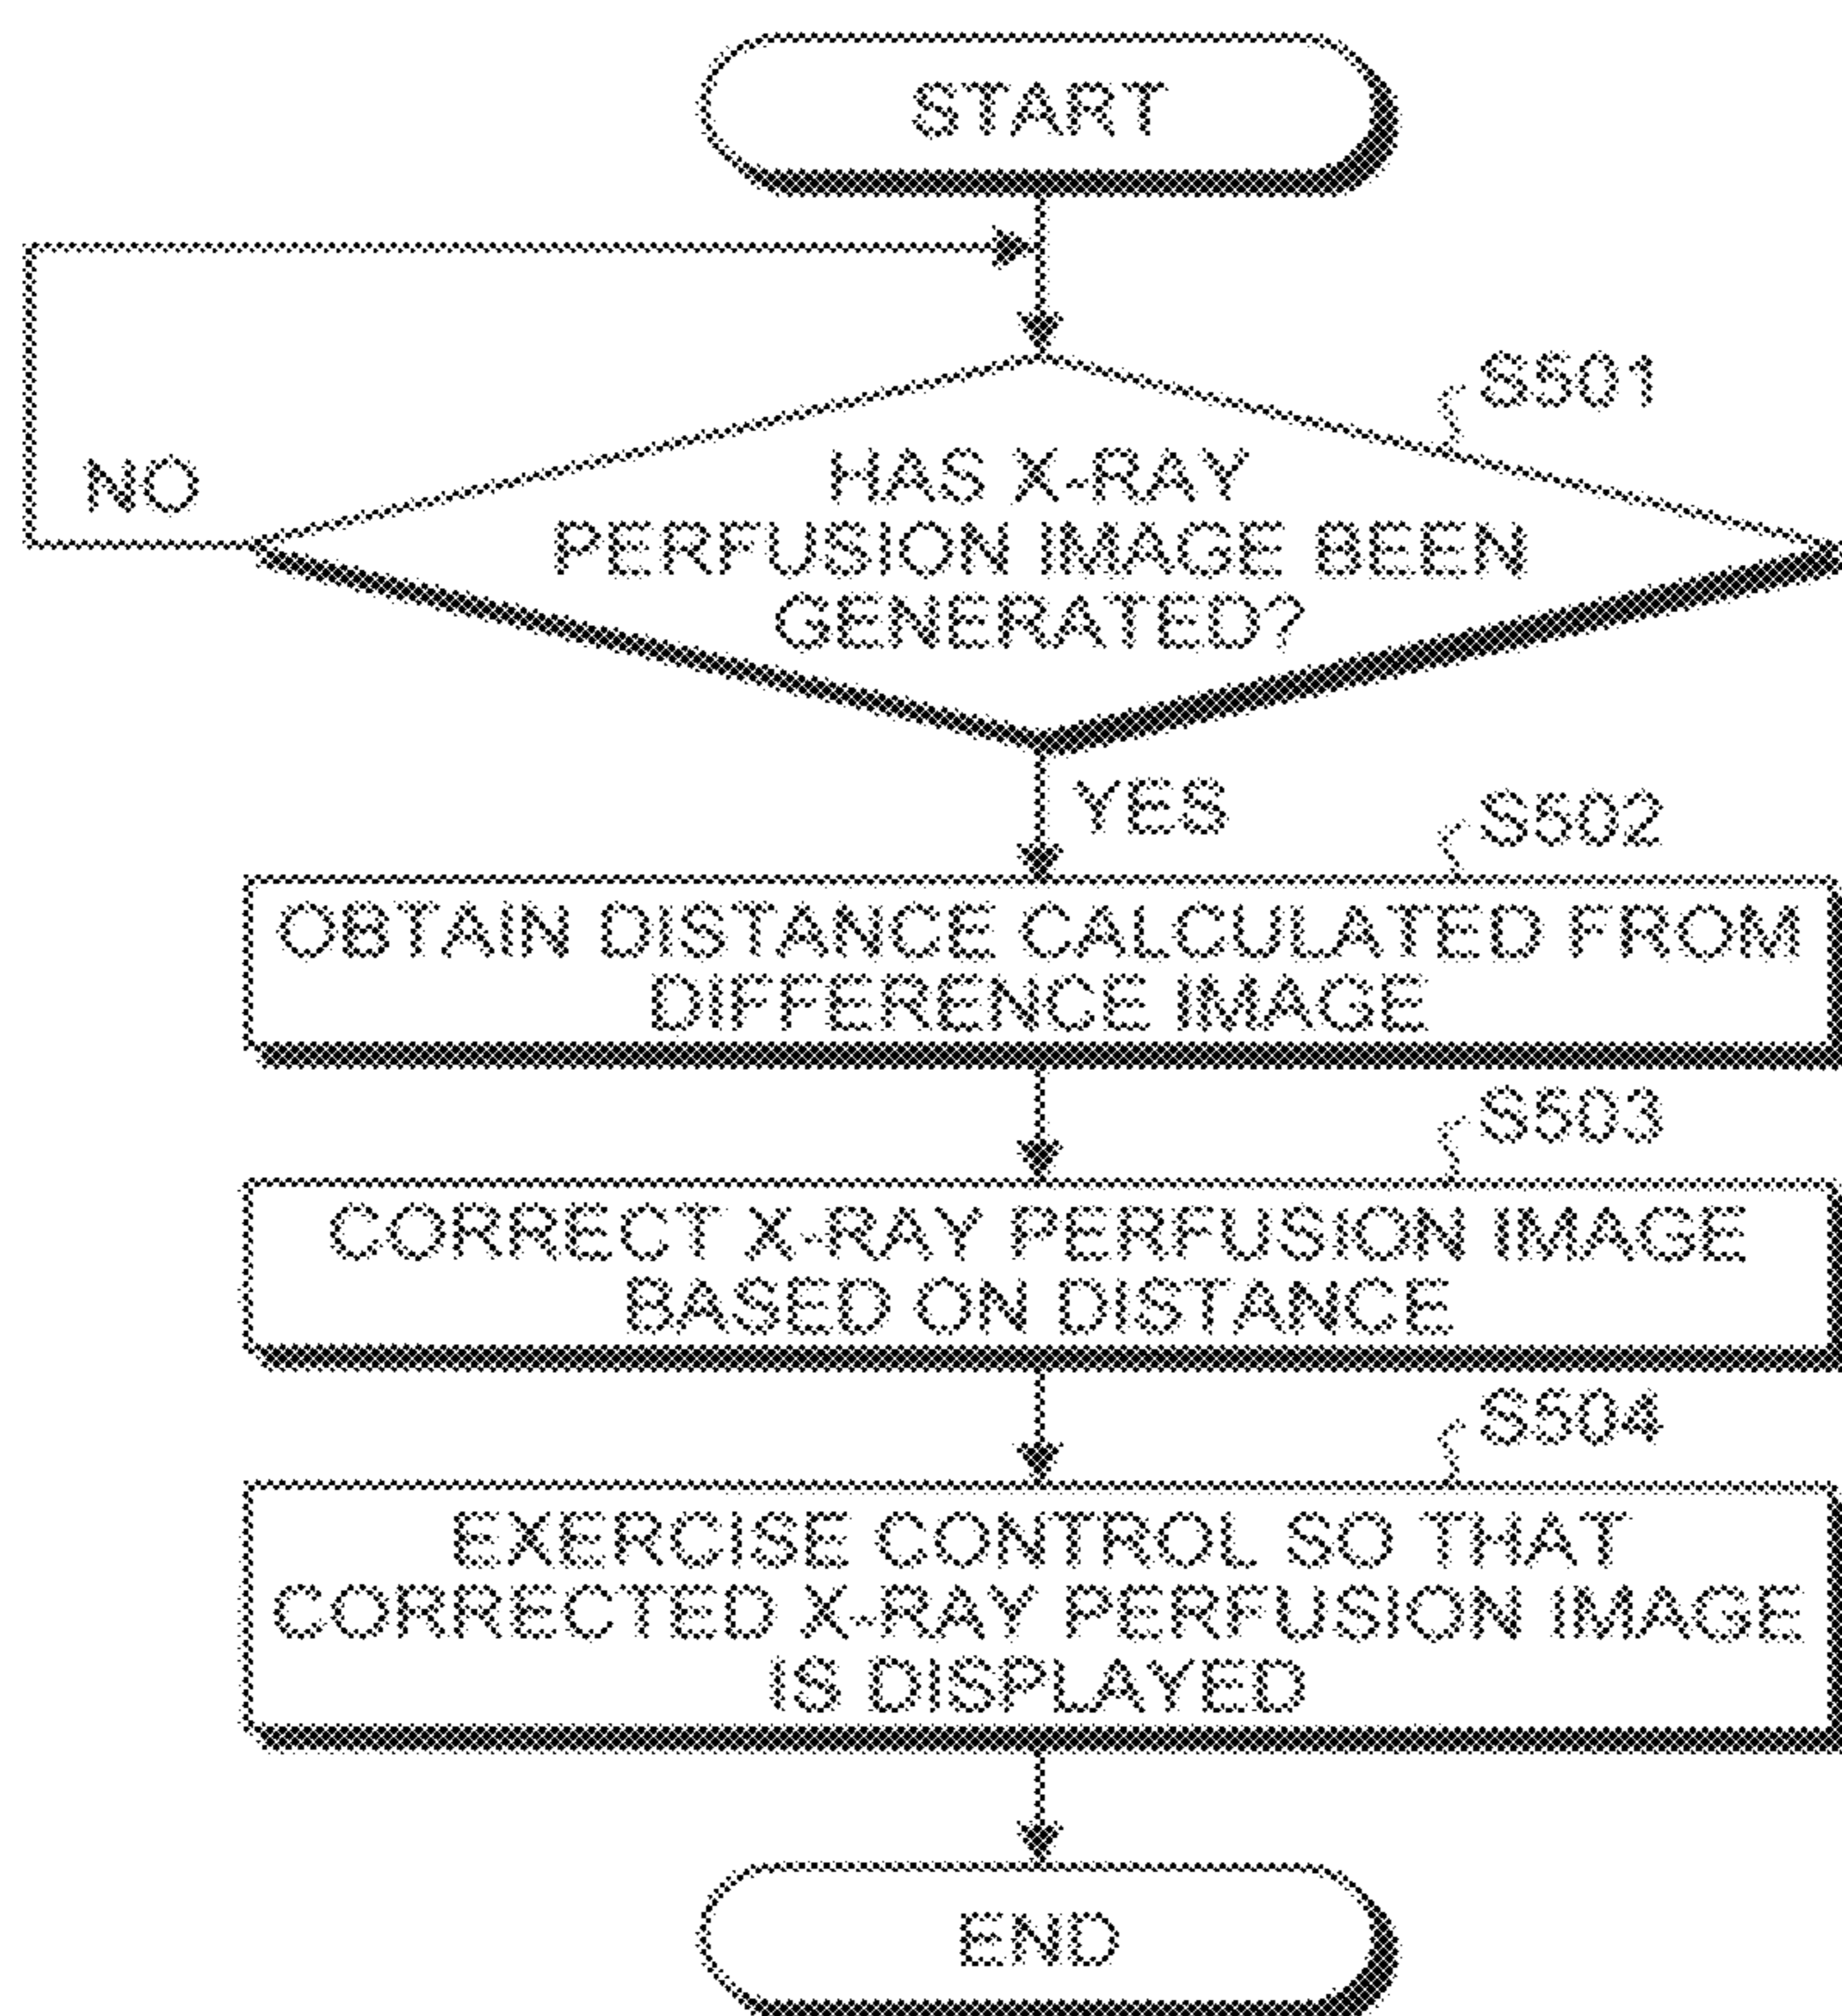 START
S501
NO
HAS X-RAY
PERFUSION IMAGE BEEN
GENERATED?
YES
S502
OBTAIN DISTANCE CALCULATED FROM
DIFFERENCE IMAGE
S503
CORRECT X-RAY PERFUSION IMAGE
BASED ON DISTANCE
S504
EXERCISE CONTROL SO THAT
CORRECTED X-RAY PERFUSION IMAGE
IS DISPLAYED
END